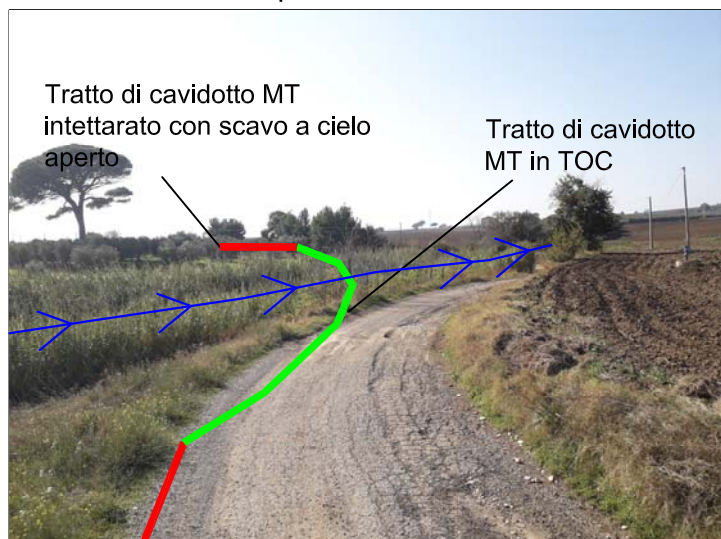 Tratto di cavidotto MT
intettarato con scavo a cielo
aperto
Tratto di cavidotto
MT in TOC